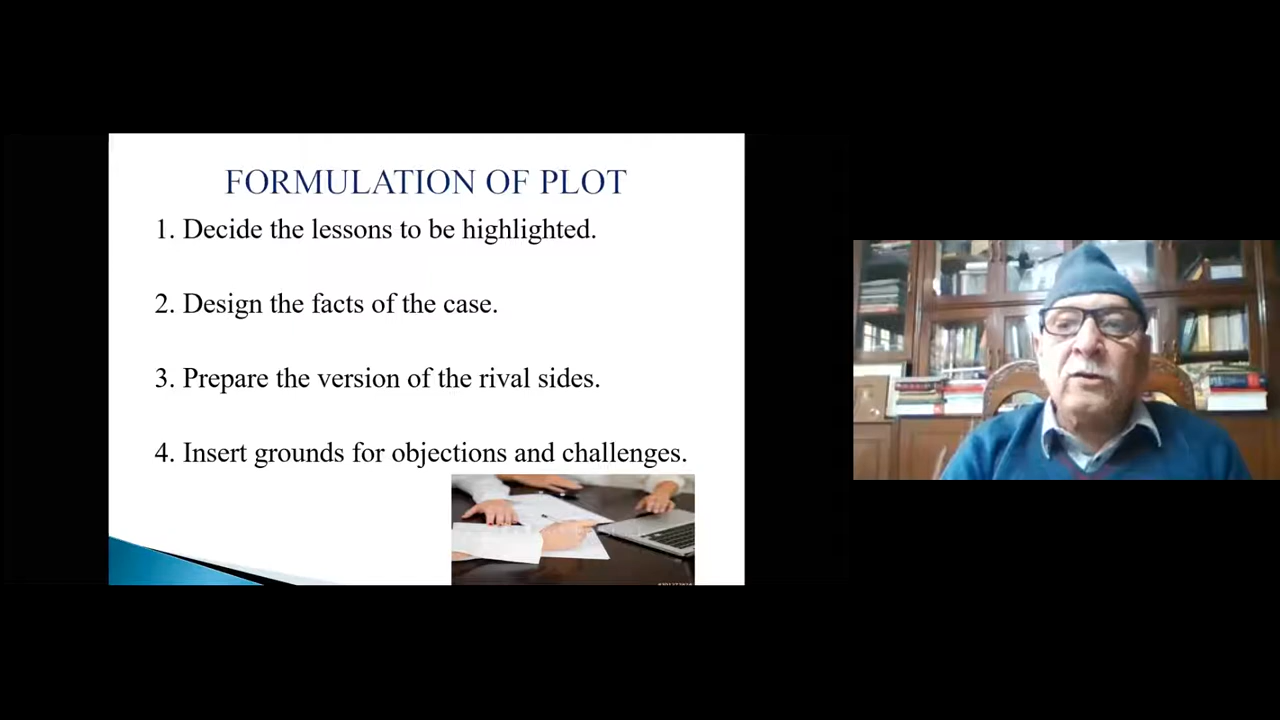 FORMULATION OF PLOT
1. Decide the lessons to be highlighted.
2. Design the facts of the case.
3. Prepare the version of the rival sides.
4. Insert grounds for objections and challenges.